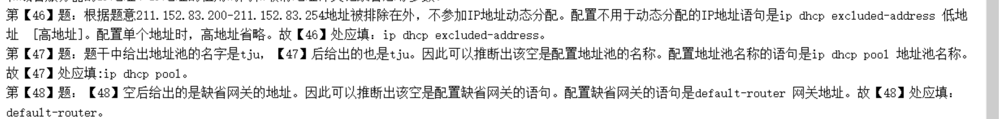 第【46】题：根据题意211.152.83.200-211.152.83.254地址被排除在外，不参加IP地址动态分配。配置不用于动态分配的IP地址语句是ip dhcp excluded-address 低地
址 [高地址]。配置单个地址时，高地址省略。故【46】处应填：ip dhcp excluded-address。
第【47】题：题干中给出地址池的名字是tju，【47】后给出的也是tju。因此可以推断出该空是配置地址池的名称。配置地址池名称的语句是ip dhcp pool 地址池名称。
故【47】处应填:ip dhcp pool。
第【48】题：【48】空后给出的是缺省网关的地址。因此可以推断出该空是配置缺省网关的语句。配置缺省网关的语句是default-router 网关地址。故【48】处应填：
default-router。